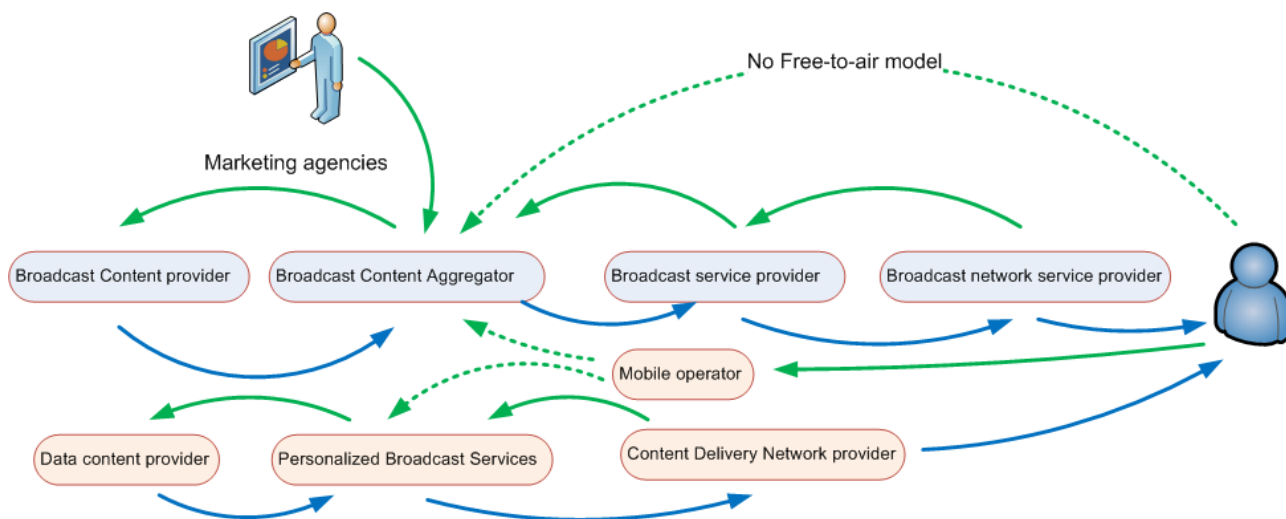 No Free-to-air model
Marketing agencies
Broadcast Content provider
Broadcast Content Aggregator
Broadcast service provider
Broadcast network service provider
Mobile operator
Data content provider
Personalized Broadcast Services
Content Delivery Network provider